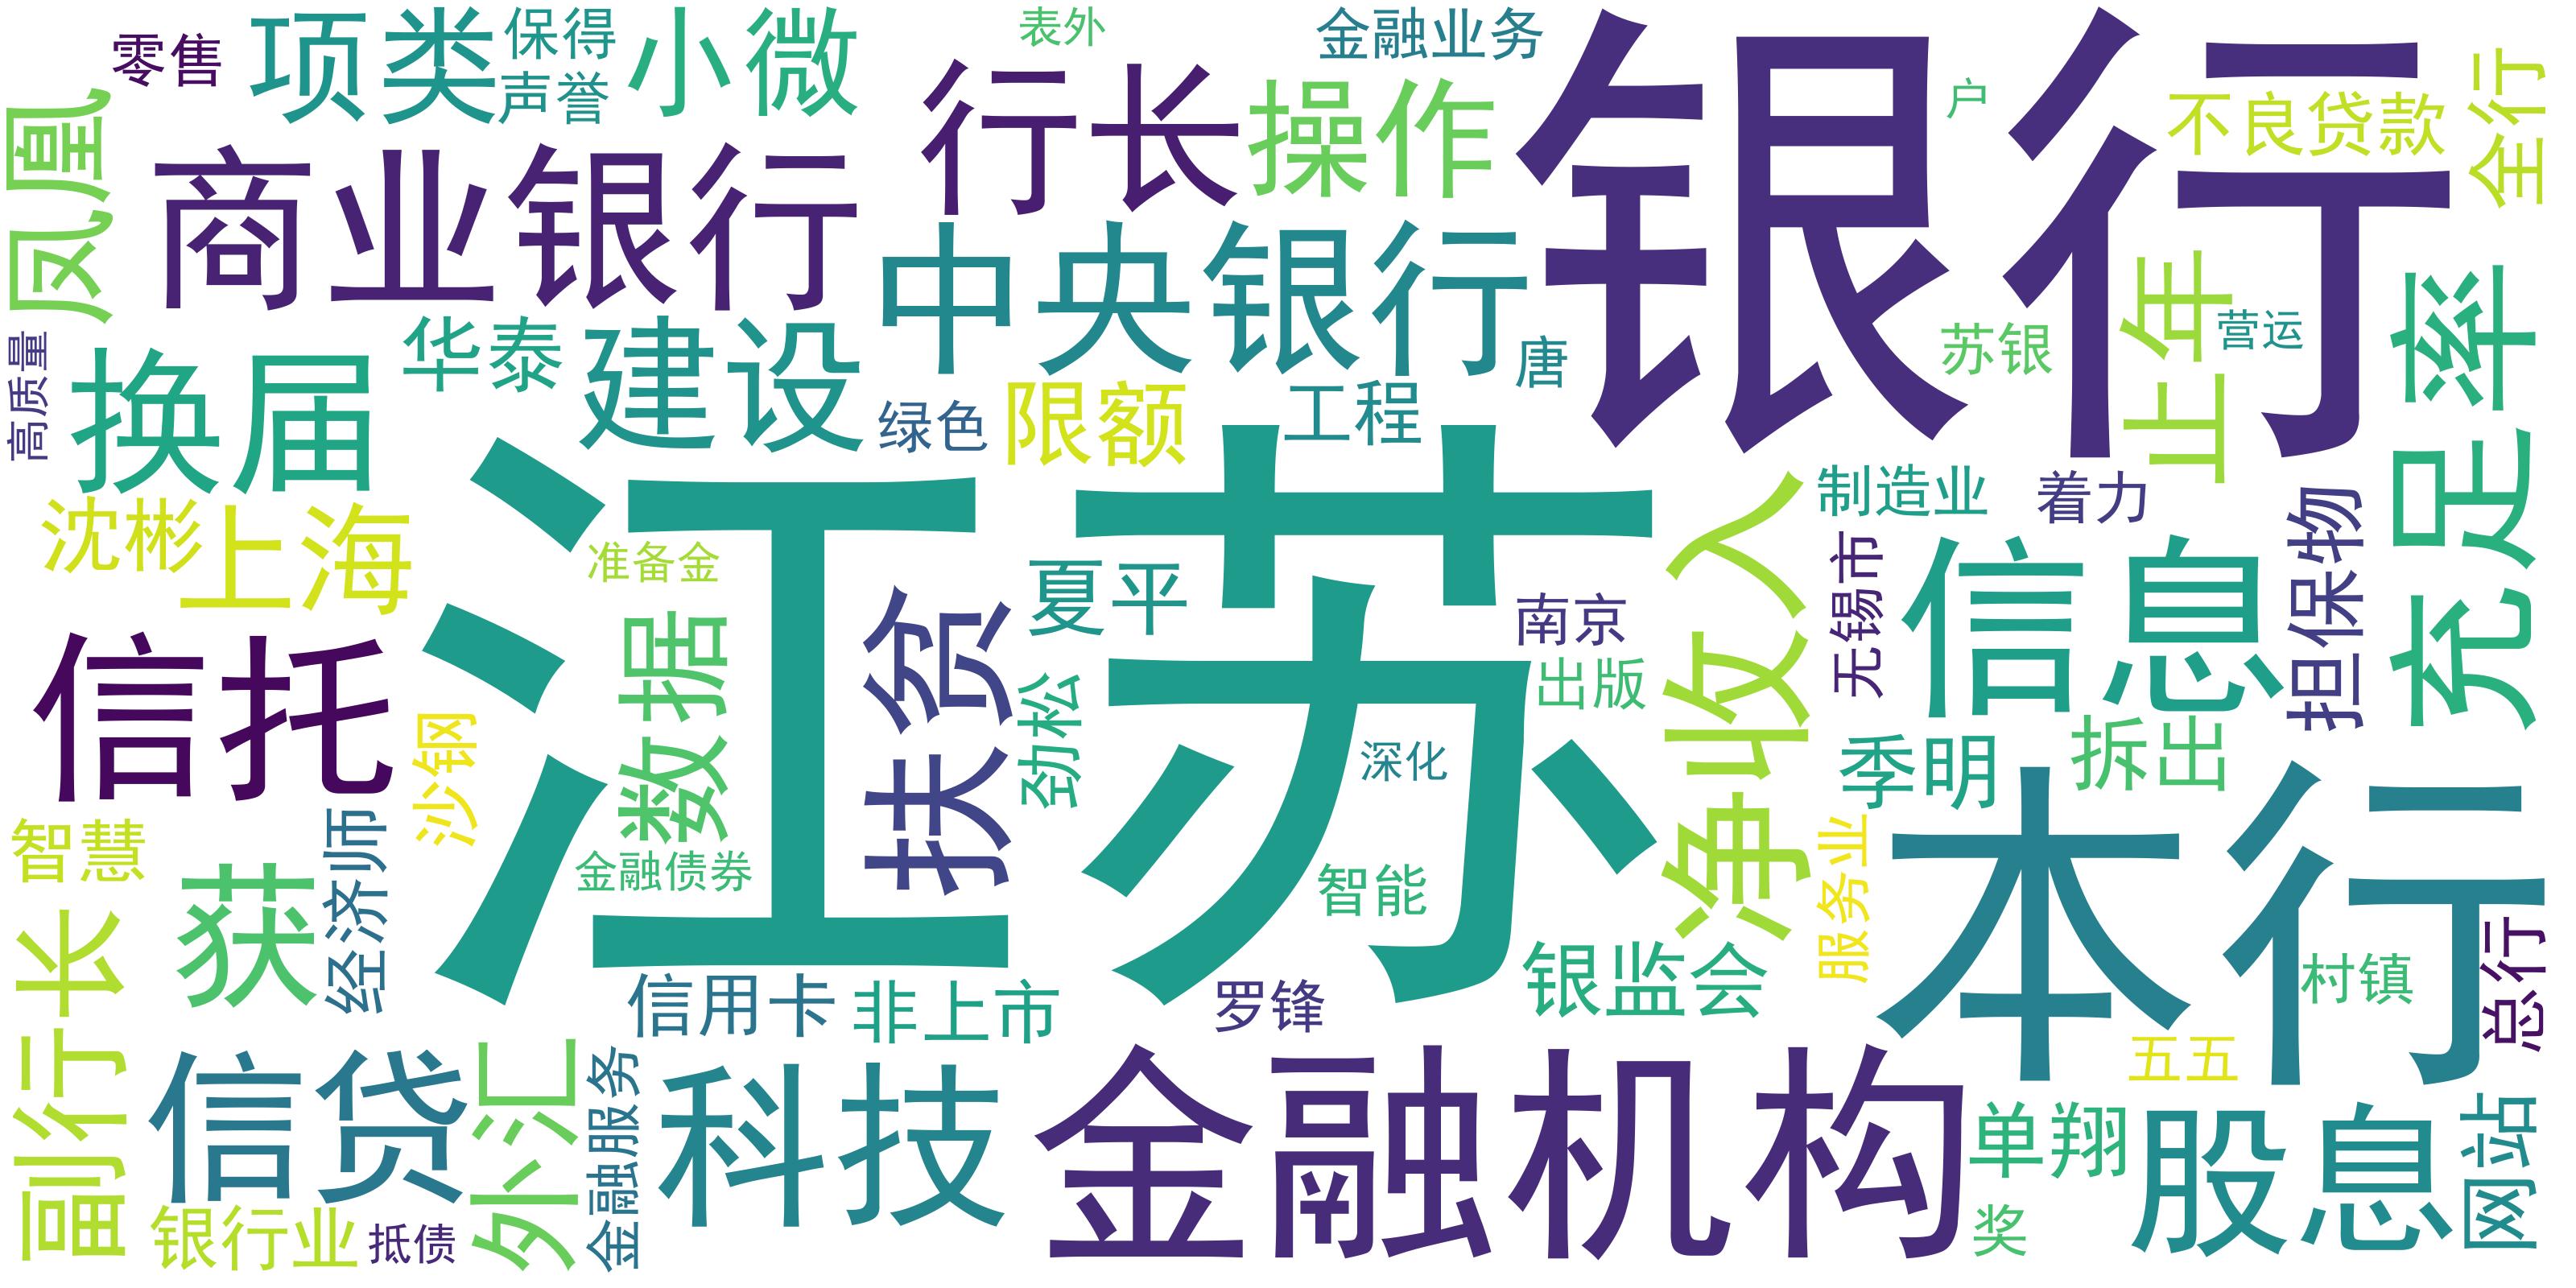 零售
项类
保得
声誉
小微
表外
金融业务
银行
户
不良贷款
全行
凤凰
商业银行
行长
操作
中央银行
止年
充足率
高质量
换届
华泰
建设
绿色
限额
工程
唐
苏银
营运
沈彬
上海
江苏
准备金
夏平
南京
净收入
制造业
着力
无锡市
信息
担保物
信托
沙钢
数据
扶贫
劲松
出版
深化
季明
拆出
智慧
获
经济师
金融债券
智能
服务业
本行
副行长
信用卡
非上市
罗锋
银监会
村镇
总行
五五
信贷
外汇
金融服务
科技
金融机构
单翔
股息
网站
银行业
抵债
奖